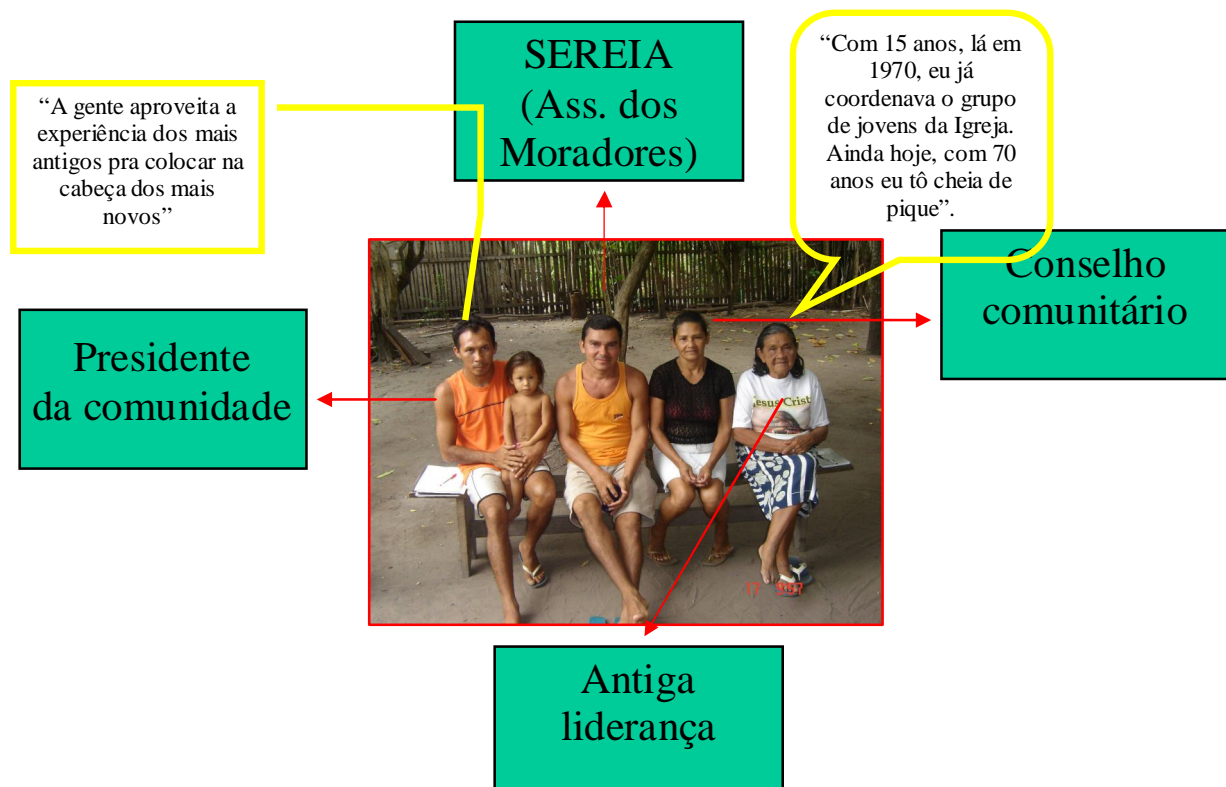 SEREIA
(Ass. dos
Moradores)
“A gente aproveita a
experiência dos mais
antigos pra colocar na
cabeça dos mais
novos”
“Com 15 anos, lá em
1970, eu já
coordenava o grupo
de jovens da Igreja.
Ainda hoje, com 70
anos eu tô cheia de
pique”.
Conselho
comunitário
Presidente
da comunidade
Jesus Crist
Antiga
liderança